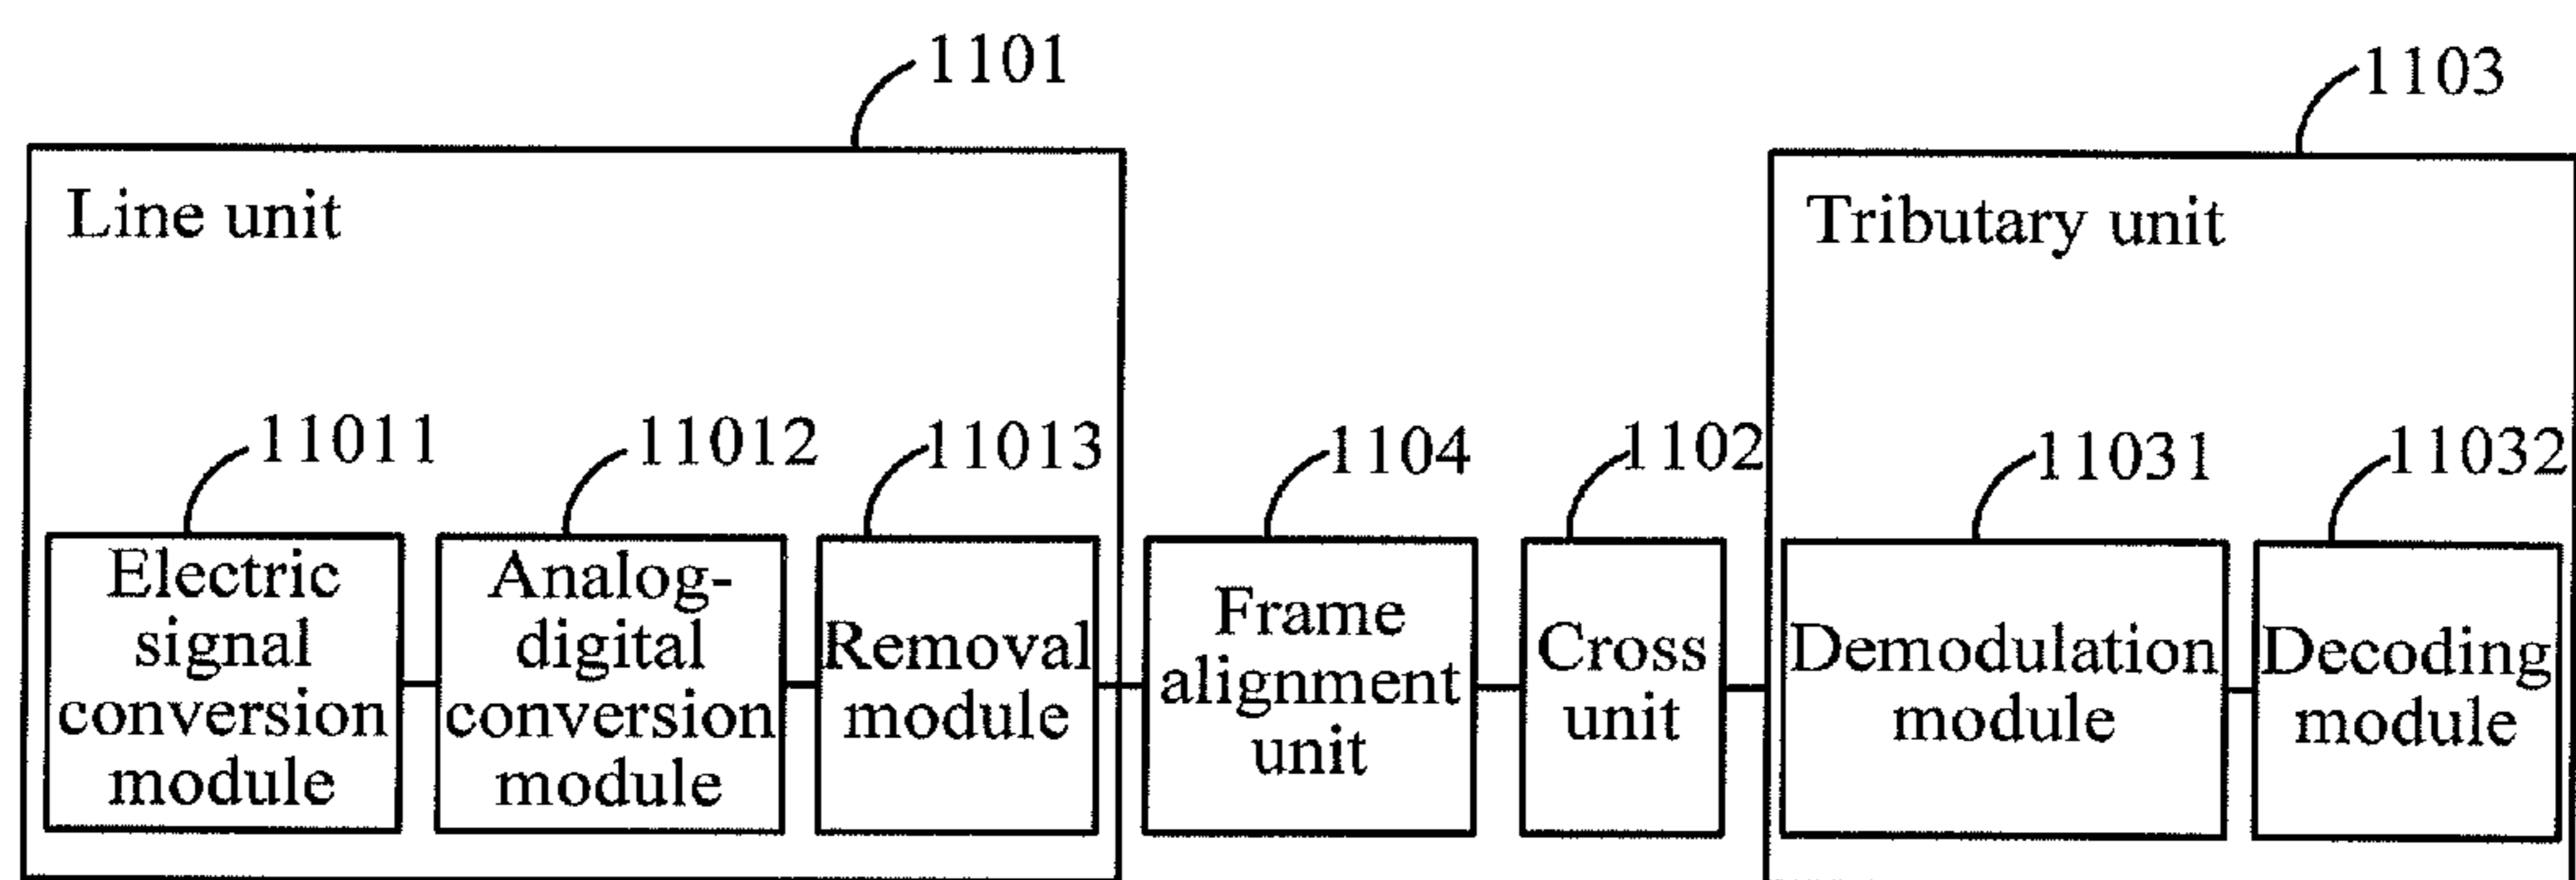 1101
1103
Line unit
Tributary unit
11011
11012
11013
1104
1102
11031
11032
Electric
signal
conversion
module
Analog-
digital
conversion
module
Removal
module
Frame
alignment
unit
Cross
unit
Demodulation
module
Decoding
module